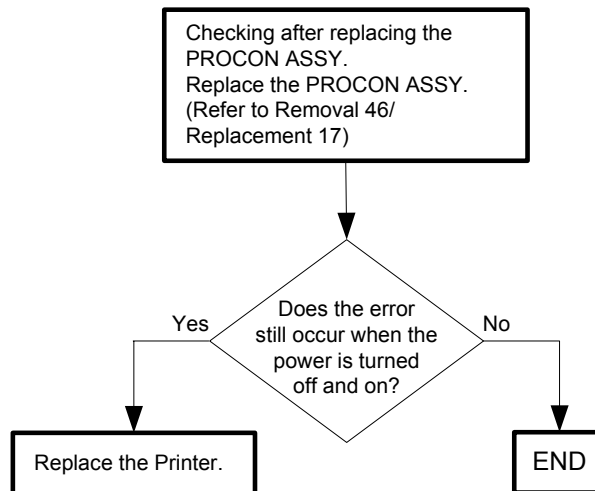 Checking after replacing the
PROCON ASSY.
Replace the PROCON ASSY.
(Refer to Removal 46/
Replacement 17)
Does the error
still occur when the
power is turned
off and on?
Yes
No
Replace the Printer.
END